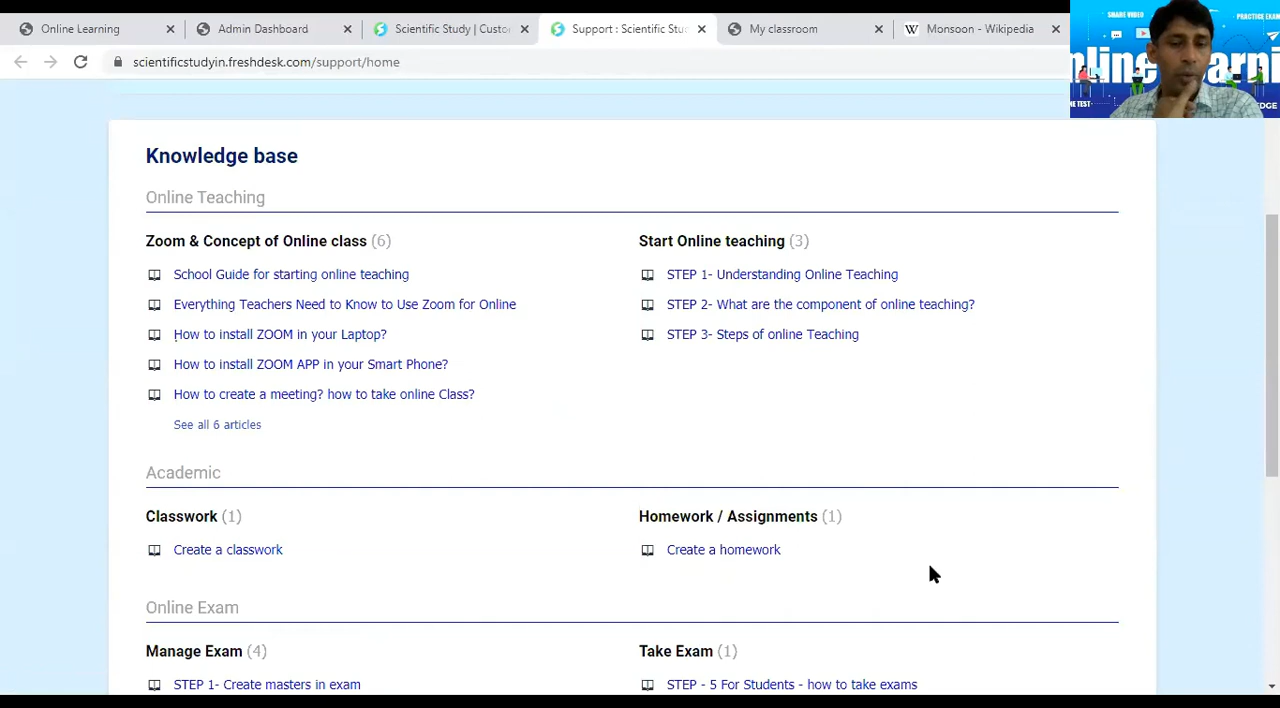 Online Learning
Admin Dashboard
Scientific Study | Custo
Support : Scientific Stu
My classroom
Monsoon - Wikipedia
scientificstudyin.freshdesk.com/support/home
SHARE VIDEO
PRACTICE EXAM
Knowledge base
Online Teaching
Zoom & Concept of Online class (6)
School Guide for starting online teaching
Everything Teachers Need to Know to Use Zoom for Online
How to install ZOOM in your Laptop?
How to install ZOOM APP in your Smart Phone?
How to create a meeting? how to take online Class?
See all 6 articles
Start Online teaching (3)
STEP 1- Understanding Online Teaching
STEP 2- What are the component of online teaching?
STEP 3- Steps of online Teaching
Academic
Classwork (1)
Create a classwork
Homework / Assignments (1)
Create a homework
Online Exam
Manage Exam (4)
STEP 1- Create masters in exam
Take Exam (1)
STEP - 5 For Students - how to take exams